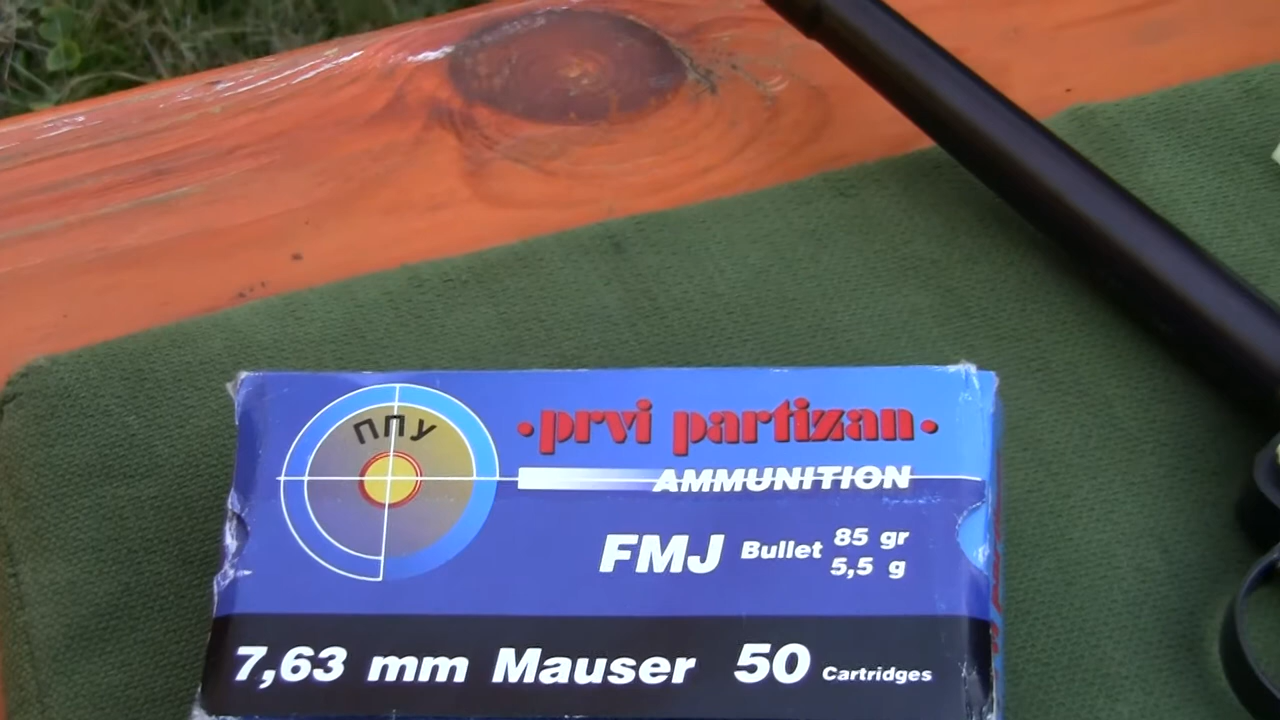 ППУ
·prvi partizan·
AMMUNITION
FMJ Bullet 85 gr
5,5 g
7,63 mm Mauser 50 Cartridges